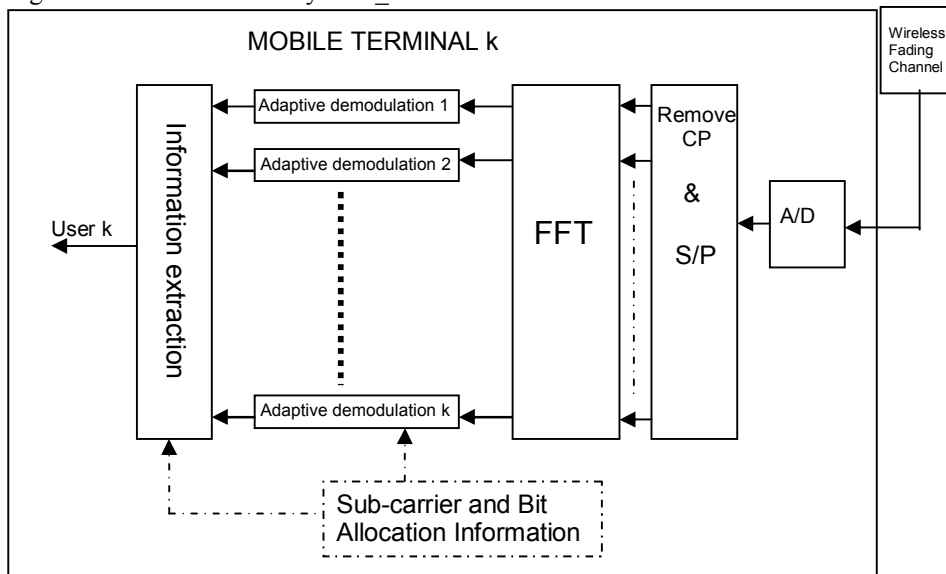 MOBILE TERMINAL k
Wireless
Fading
Channel
Adaptive demodulation 1
Adaptive demodulation 2
Adaptive demodulation k
Information extraction
User k
FFT
Remove
CP
&
S/P
A/D
Sub-carrier and Bit
Allocation Information